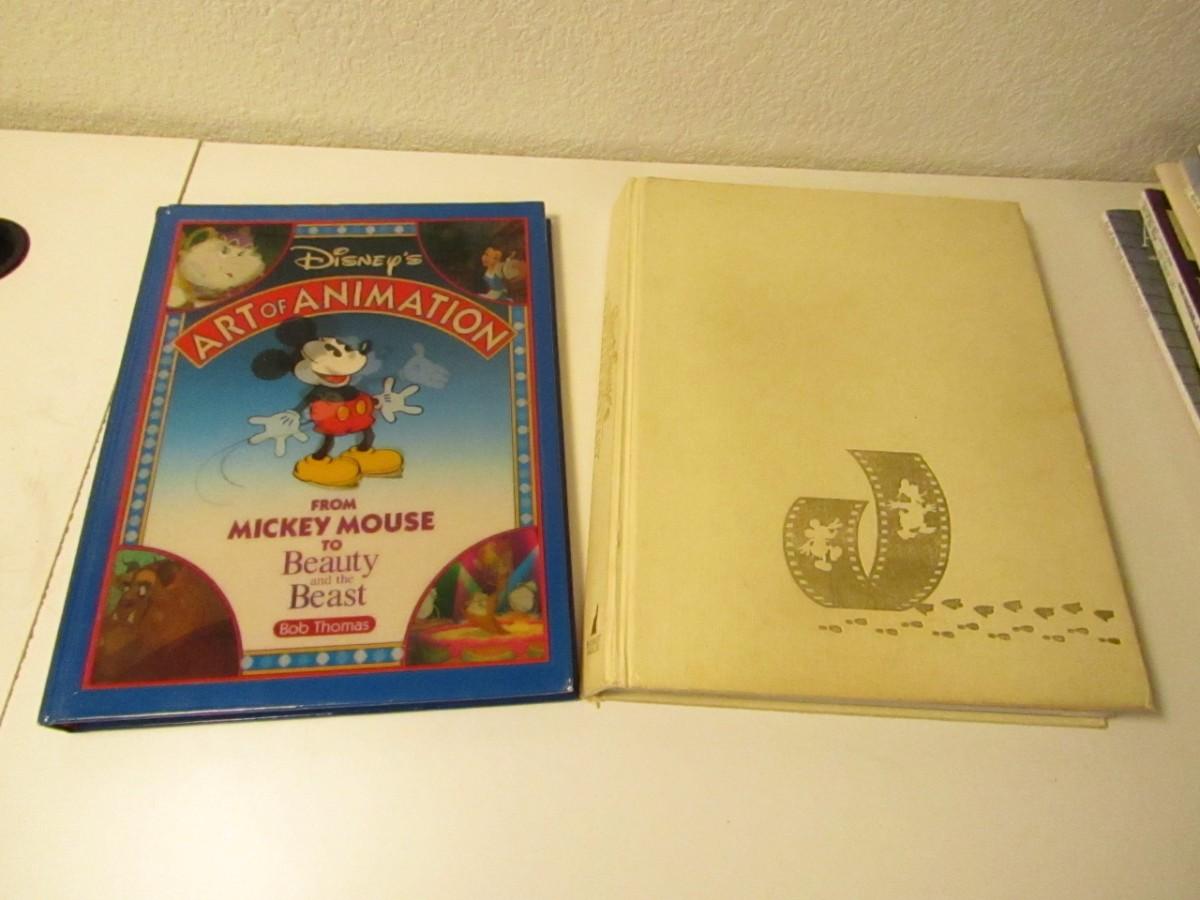 Disney's
ART OF ANIMATION
FROM
MICKEY MOUSE
TO
Beauty
and the
Beast
Bob Thomas